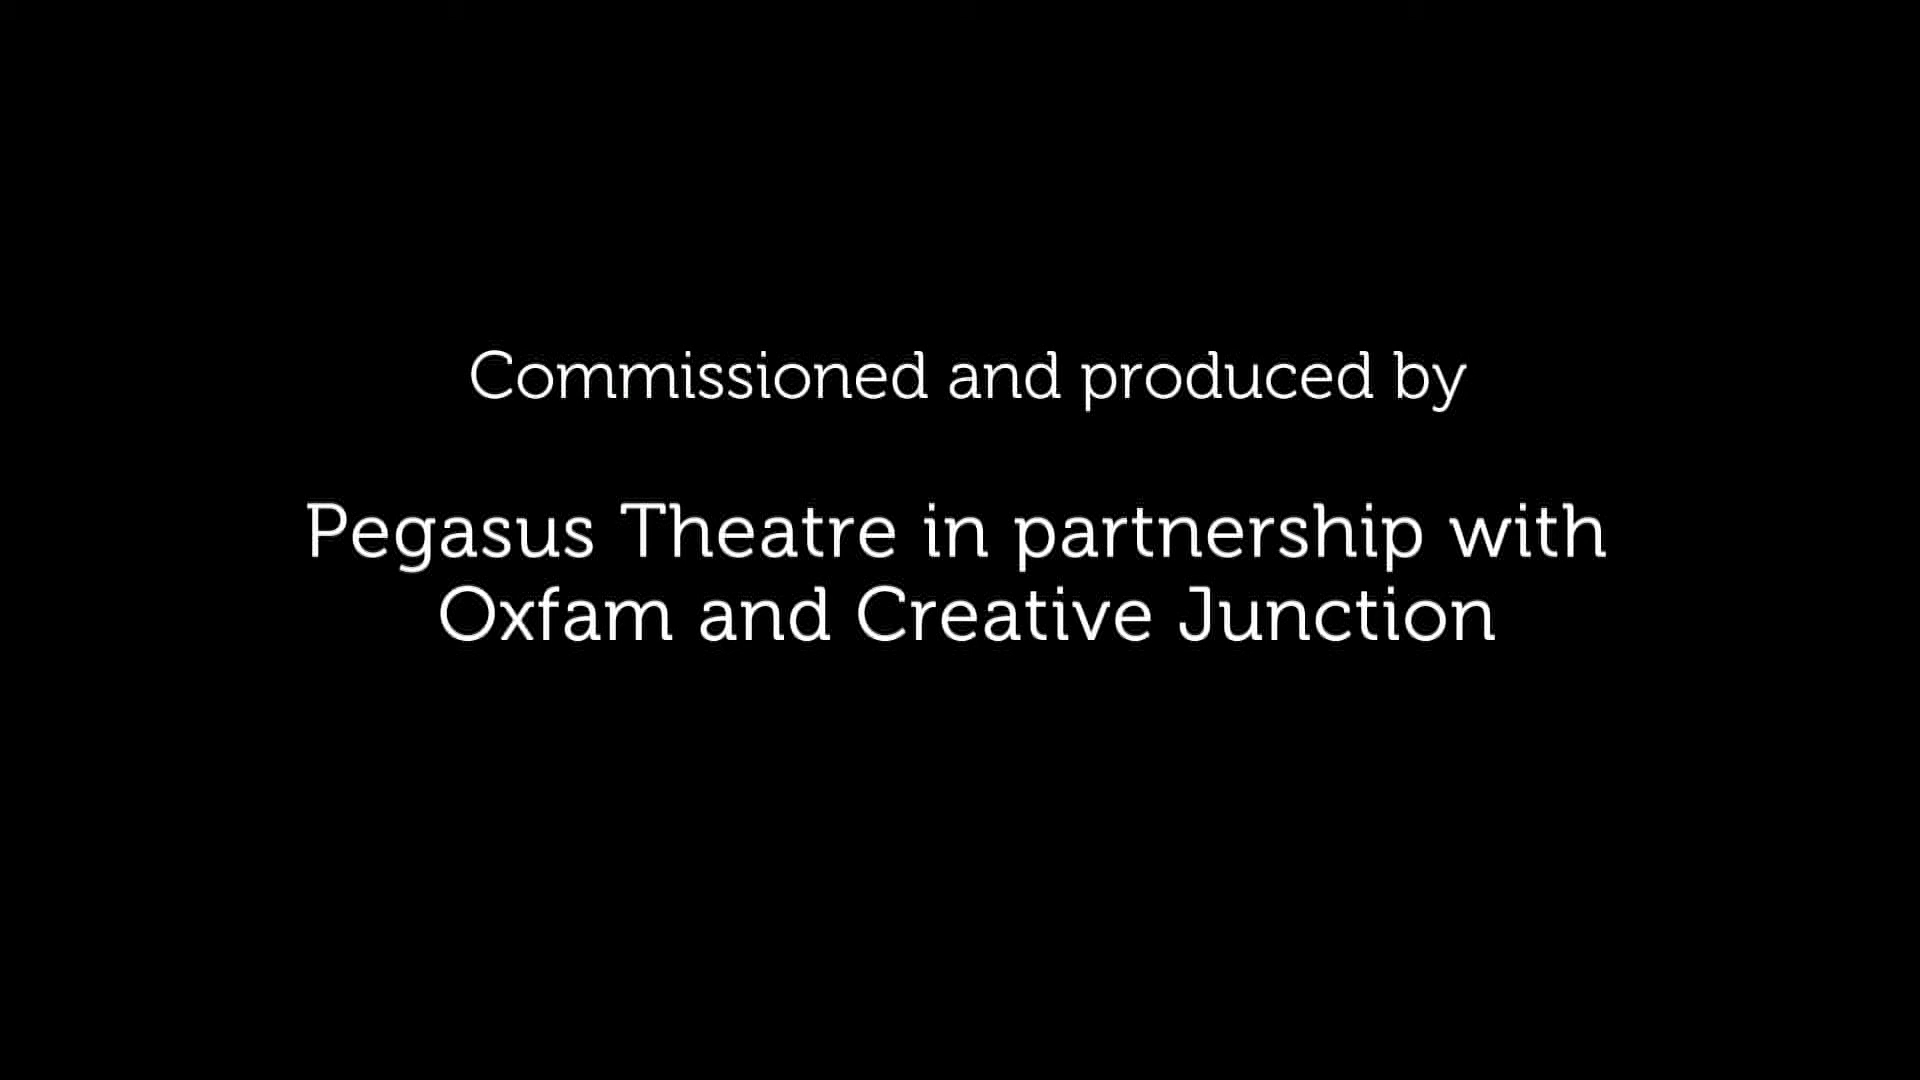 Commissioned and produced by
Pegasus Theatre in partnership with
Oxfam and Creative Junction